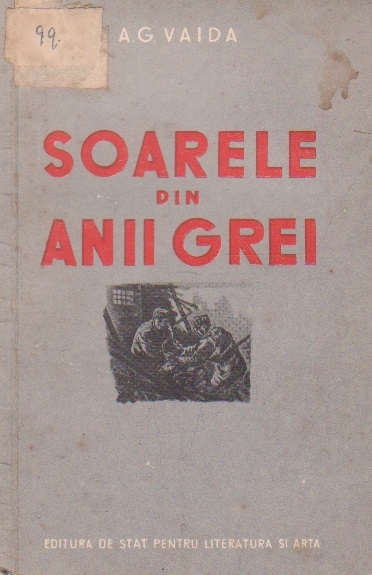 99.
A.G VAIDA
SOARELE
DIN
ANII GREI
EDITURA DE STAT PENTRU LITERATURA SI ARTA